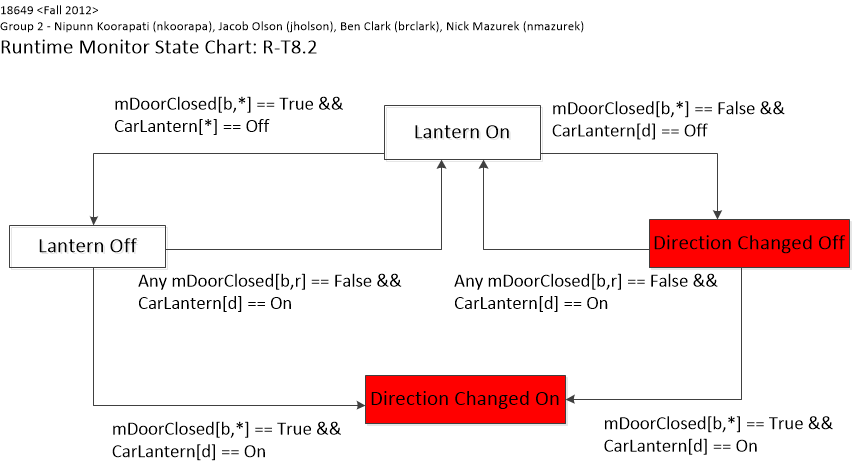 18649 <Fall 2012>
Group 2 - Nipunn Koorapati (nkoorapa), Jacob Olson (jholson), Ben Clark (brclark), Nick Mazurek (nmazurek)
Runtime Monitor State Chart: R-T8.2
mDoorClosed[b,*] == True &&
CarLantern[*] == Off
Lantern On
mDoorClosed[b,*] == False &&
CarLantern[d] == Off
Lantern Off
Direction Changed Off
Any mDoorClosed[b,r] == False &&
CarLantern[d] == On
Any mDoorClosed[b,r] == False &&
CarLantern[d] == On
Direction Changed On
mDoorClosed[b,*] == True &&
CarLantern[d] == On
mDoorClosed[b,*] == True &&
CarLantern[d] == On